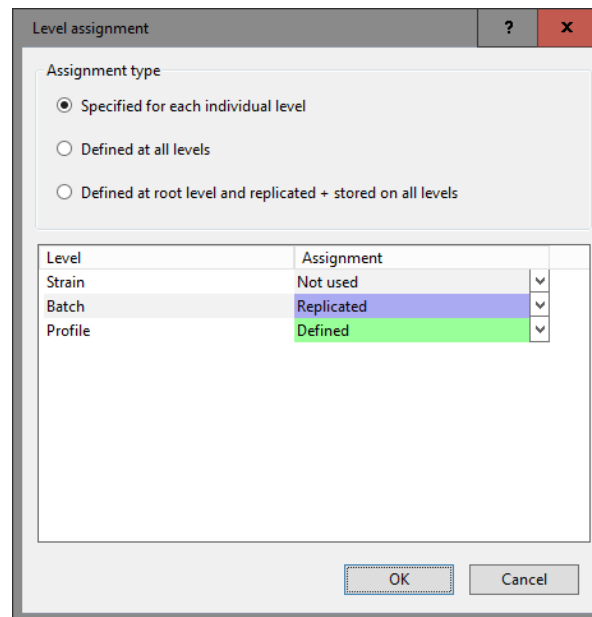 Level assignment ? x
Assignment type
Specified for each individual level
Defined at all levels
Defined at root level and replicated + stored on all levels
Level Assignment
Strain Not used
Batch Replicated
Profile Defined
OK Cancel